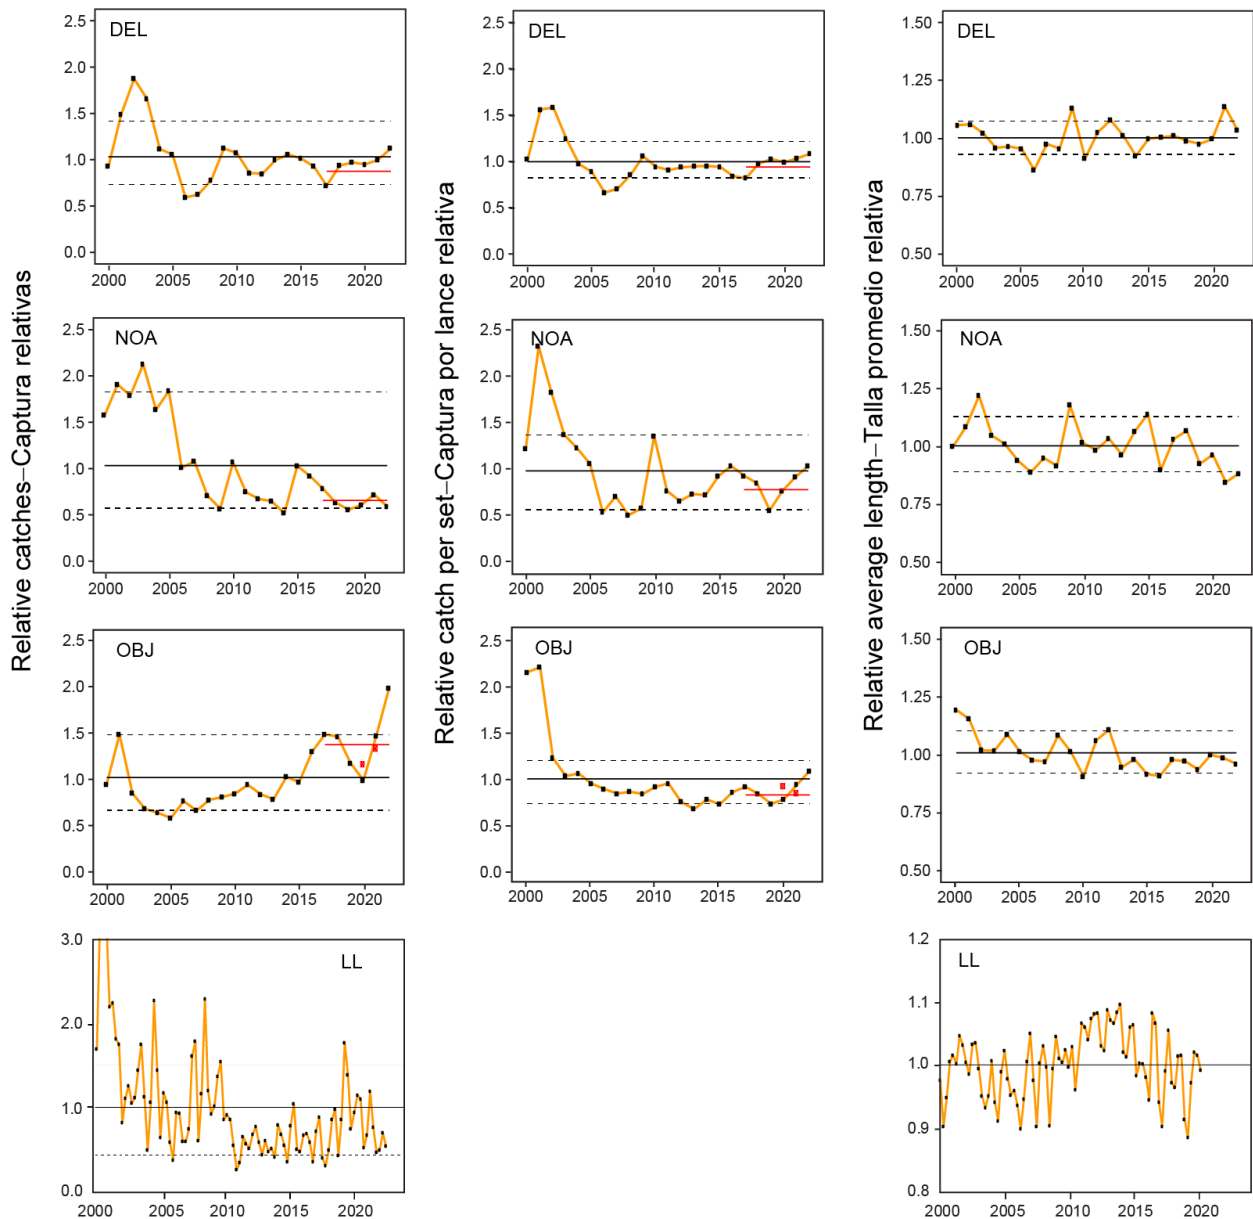 Relative catches–Captura relativas
DEL
2.5
2.0
1.5
1.0
0.5
0.0
2000 2005 2010 2015 2020
NOA
2.5
2.0
1.5
1.0
0.5
0.0
2000 2005 2010 2015 2020
OBJ
2.5
2.0
1.5
1.0
0.5
0.0
2000 2005 2010 2015 2020
LL
3.0
2.0
1.0
0.0
2000 2005 2010 2015 2020
Relative catch per set–Captura por lance relativa
DEL
2.5
2.0
1.5
1.0
0.5
0.0
2000 2005 2010 2015 2020
NOA
2.5
2.0
1.5
1.0
0.5
0.0
2000 2005 2010 2015 2020
OBJ
2.5
2.0
1.5
1.0
0.5
0.0
2000 2005 2010 2015 2020
Relative average length–Talla promedio relativa
DEL
1.50
1.25
1.00
0.75
0.50
2000 2005 2010 2015 2020
NOA
1.50
1.25
1.00
0.75
0.50
2000 2005 2010 2015 2020
OBJ
1.50
1.25
1.00
0.75
0.50
2000 2005 2010 2015 2020
LL
1.2
1.1
1.0
0.9
0.8
2000 2005 2010 2015 2020